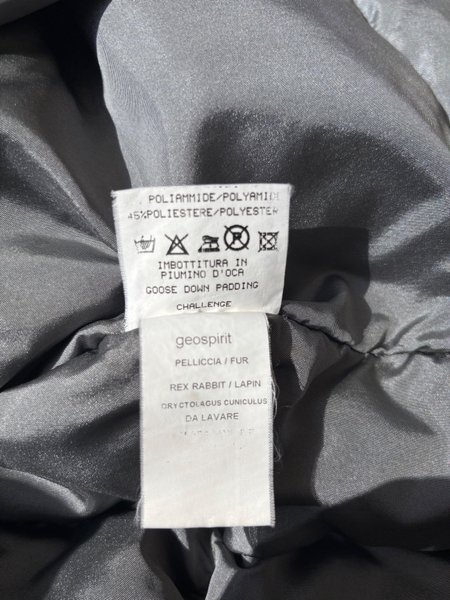 POLIAMMIDE/POLYAMIDE
45%POLIESTERE/POLYESTER
IMBOTTITURA IN
PIUMINO D'OCA
GOOSE DOWN PADDING
CHALLENGE
geospirit
PELLICCIA / FUR
REX RABBIT / LAPIN
ORYCTOLAGUS CUNICULUS
DA LAVARE